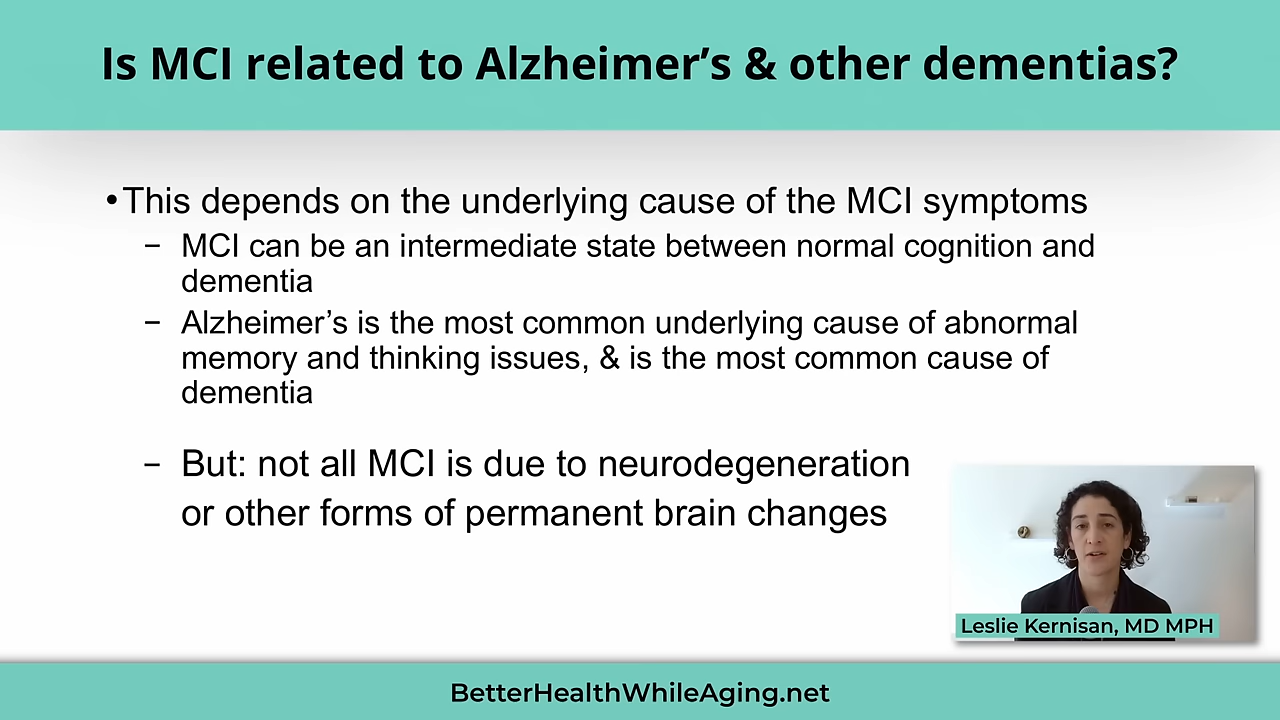 Is MCI related to Alzheimer’s & other dementias?
•This depends on the underlying cause of the MCI symptoms
– MCI can be an intermediate state between normal cognition and
dementia
– Alzheimer’s is the most common underlying cause of abnormal
memory and thinking issues, & is the most common cause of
dementia
– But: not all MCI is due to neurodegeneration
or other forms of permanent brain changes
Leslie Kernisan, MD MPH
BetterHealthWhileAging.net